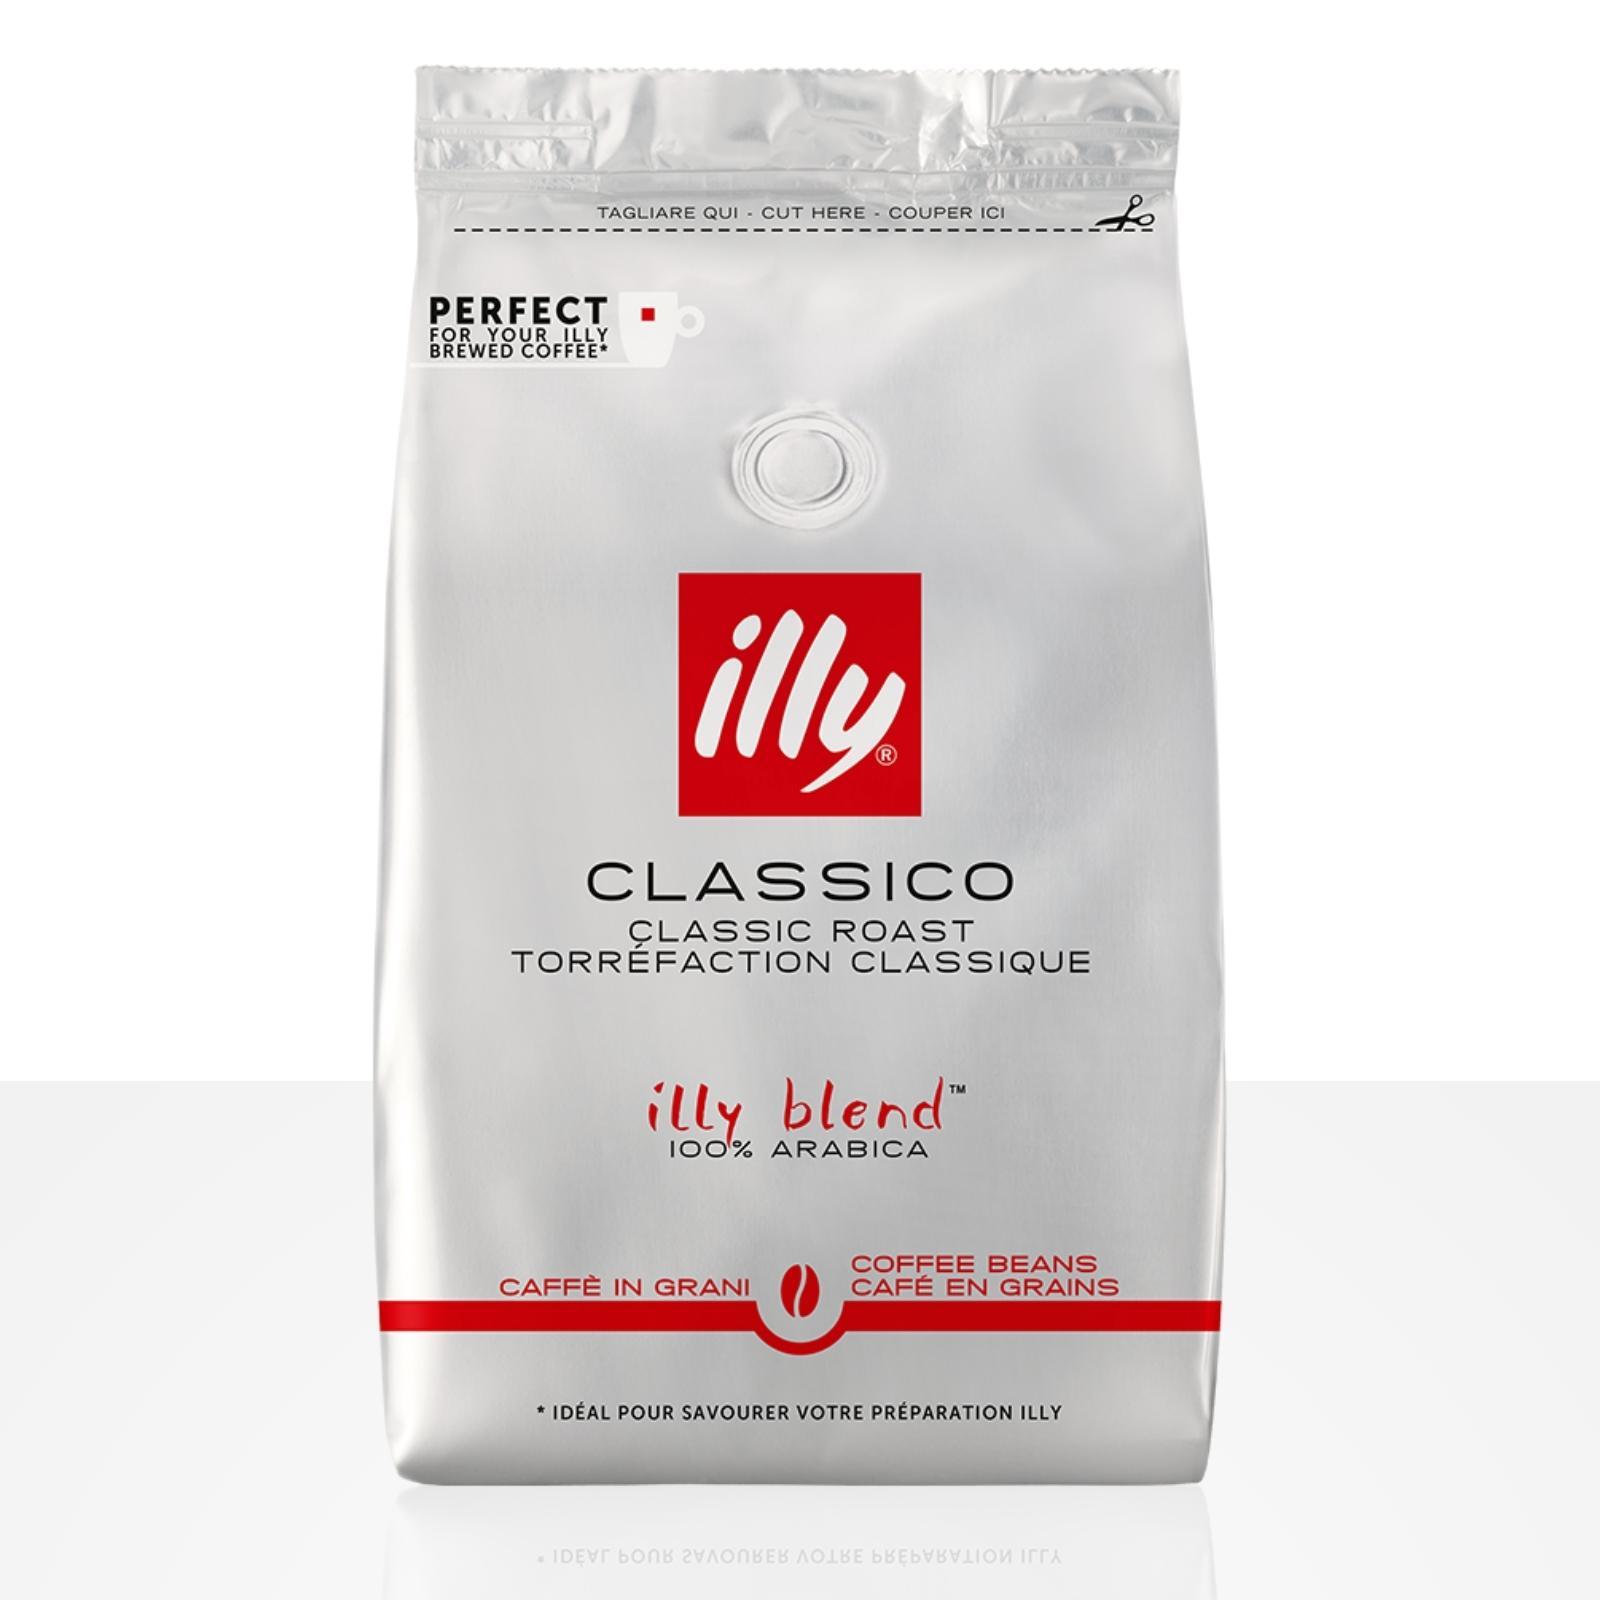 TAGLIARE QUI - CUT HERE - COUPER ICI
PERFECT
FOR YOUR ILLY
BREWED COFFEE*
illy®
CLASSICO
CLASSIC ROAST
TORRÉFACTION CLASSIQUE
illy blend™
100% ARABICA
CAFFÈ IN GRANI
COFFEE BEANS
CAFÉ EN GRAINS
* IDÉAL POUR SAVOURER VOTRE PRÉPARATION ILLY